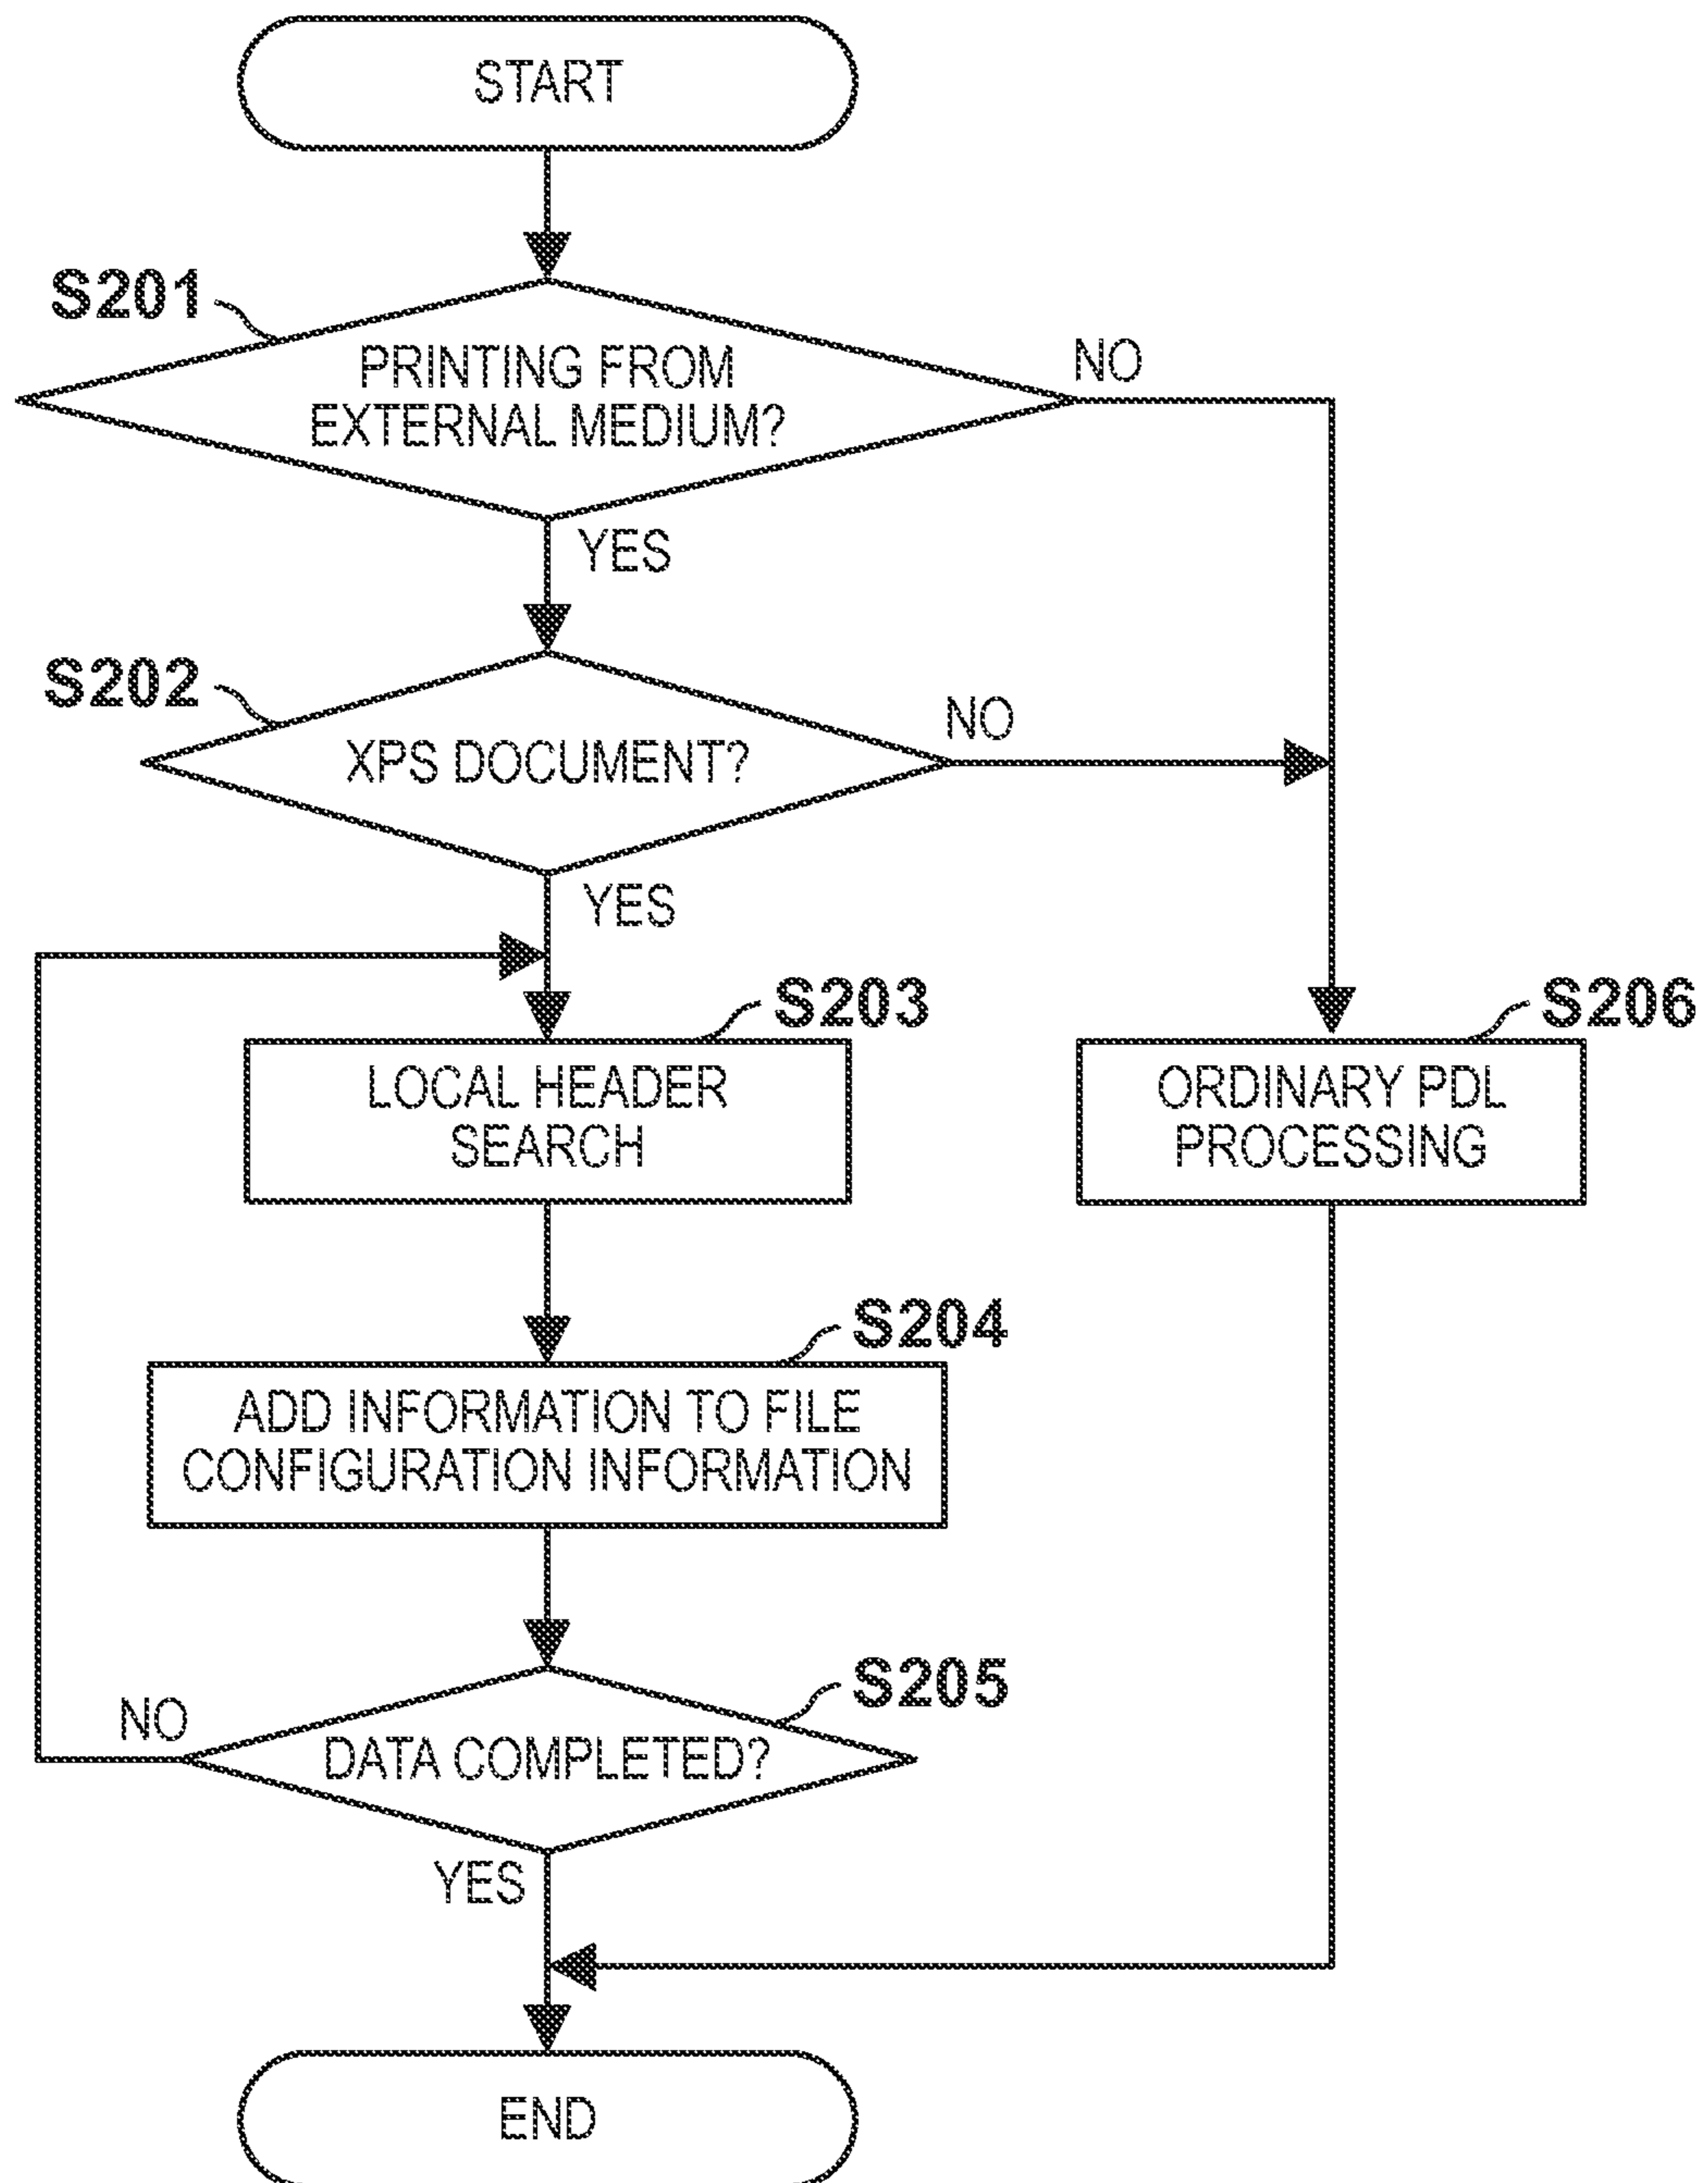 START
S201
PRINTING FROM
EXTERNAL MEDIUM?
NO
YES
S202
XPS DOCUMENT?
NO
YES
S203
LOCAL HEADER
SEARCH
S206
ORDINARY PDL
PROCESSING
S204
ADD INFORMATION TO FILE
CONFIGURATION INFORMATION
S205
DATA COMPLETED?
NO
YES
END